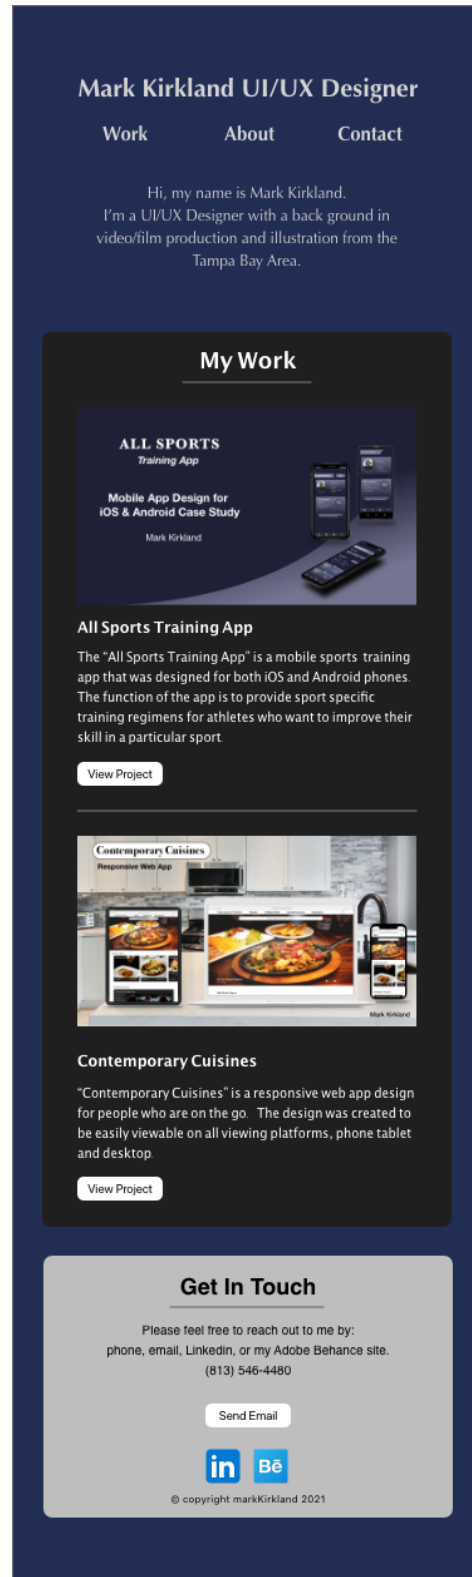 Mark Kirkland UI/UX Designer
Work About Contact
Hi, my name is Mark Kirkland.
I'm a UI/UX Designer with a back ground in
video/film production and illustration from the
Tampa Bay Area.
My Work
ALL SPORTS
Training App
Mobile App Design for
iOS & Android Case Study
Mark Kirkland
All Sports Training App
The “All Sports Training App” is a mobile sports training
app that was designed for both iOS and Android phones.
The function of the app is to provide sport specific
training regimens for athletes who want to improve their
skill in a particular sport.
View Project
Contemporary Cuisines
Responsive Web App
Mark Kirkland
Contemporary Cuisines
“Contemporary Cuisines” is a responsive web app design
for people who are on the go. The design was created to
be easily viewable on all viewing platforms, phone tablet
and desktop.
View Project
Get In Touch
Please feel free to reach out to me by:
phone, email, Linkedin, or my Adobe Behance site.
(813) 546-4480
Send Email
in Bē
© copyright markKirkland 2021